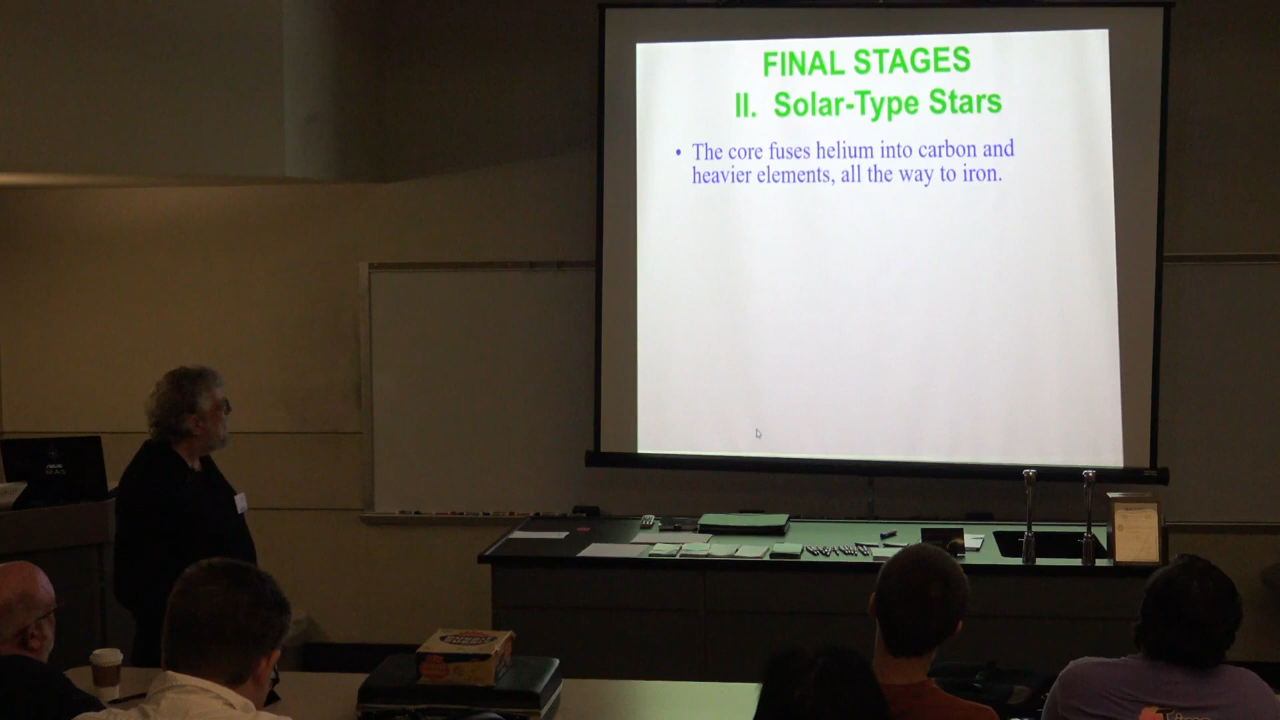 FINAL STAGES
II. Solar-Type Stars
• The core fuses helium into carbon and
heavier elements, all the way to iron.